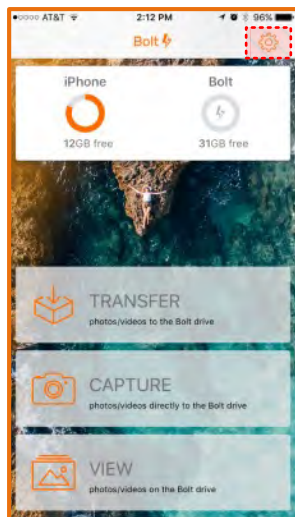 AT&T 2:12 PM 96%
Bolt
iPhone Bolt
12GB free 31GB free
TRANSFER
photos/videos to the Bolt drive
CAPTURE
photos/videos directly to the Bolt drive
VIEW
photos/videos on the Bolt drive